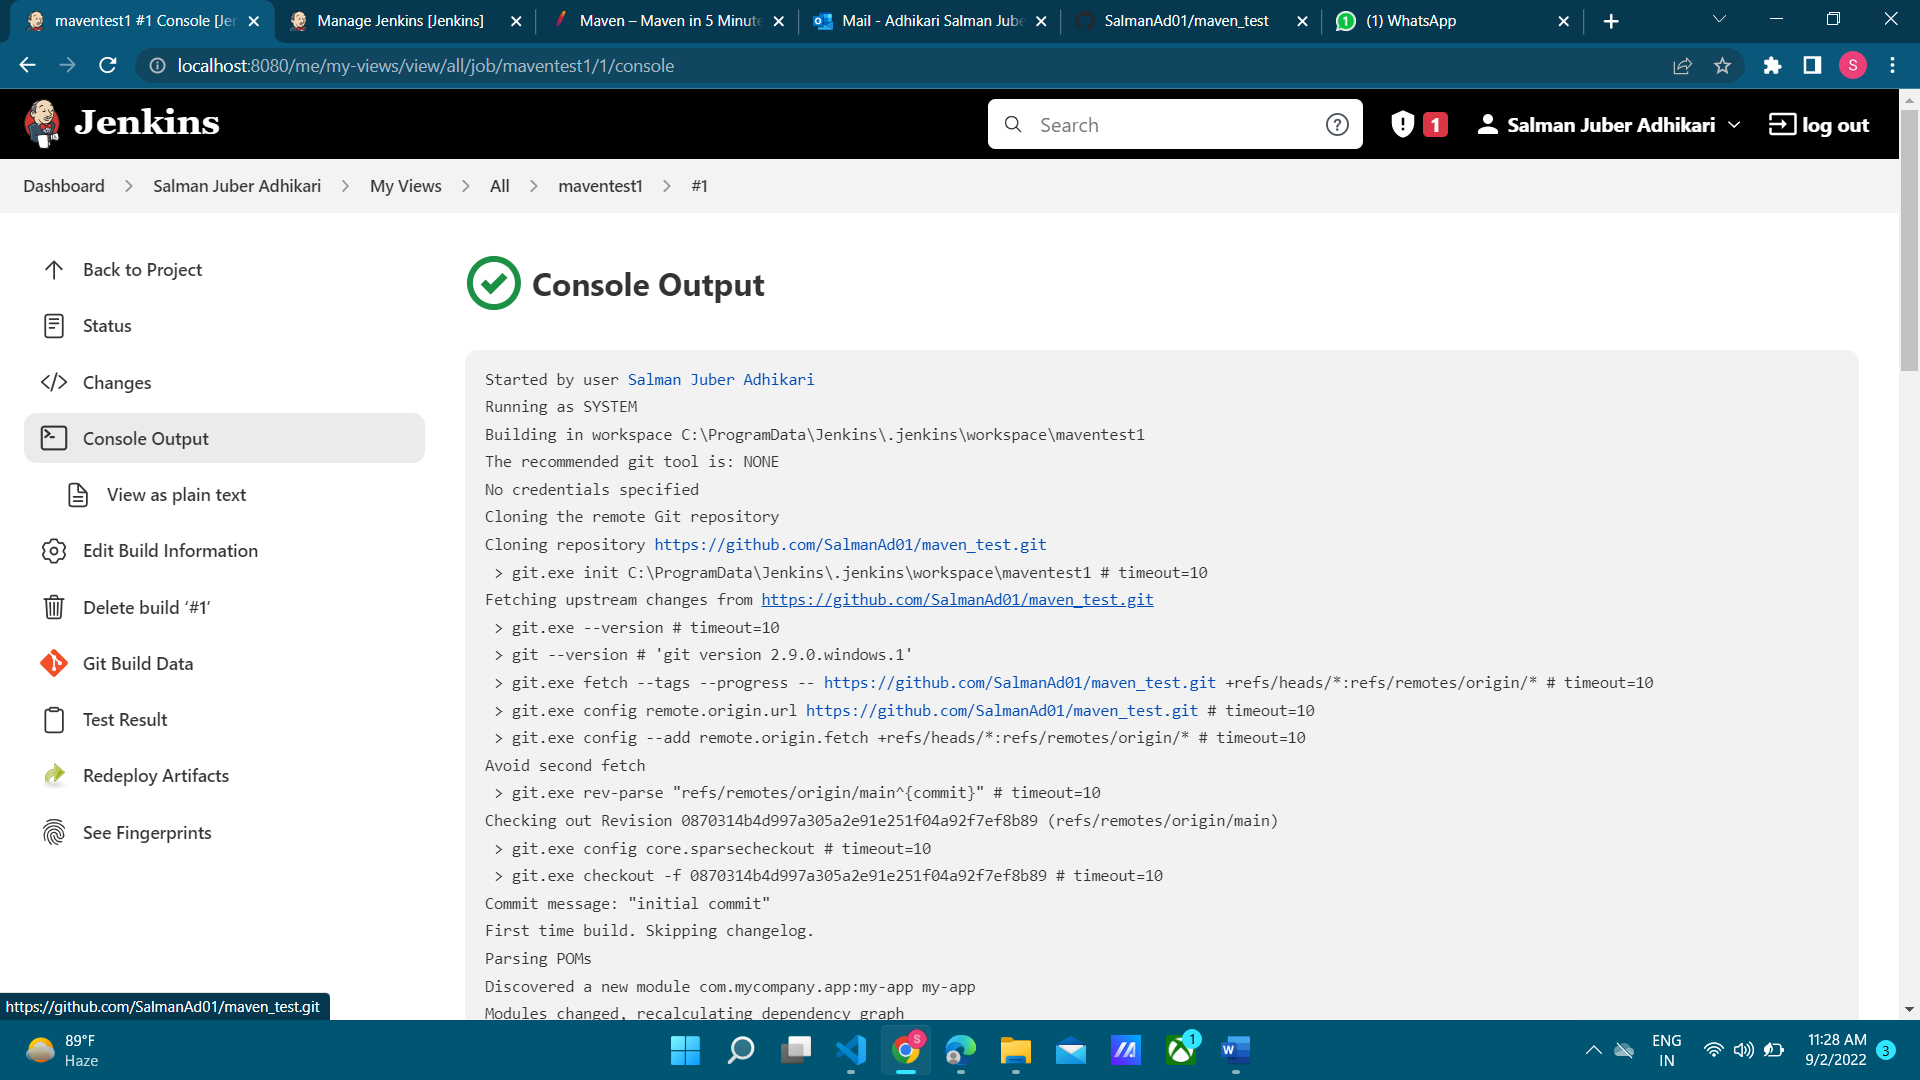 maventest1 #1 Console [Jen
Manage Jenkins [Jenkins]
Maven – Maven in 5 Minute
Mail - Adhikari Salman Jube
SalmanAd01/maven_test
(1) WhatsApp
localhost:8080/me/my-views/view/all/job/maventest1/1/console
S
Jenkins
Search
1
Salman Juber Adhikari
log out
Dashboard > Salman Juber Adhikari > My Views > All > maventest1 > #1
Back to Project
Status
Changes
Console Output
View as plain text
Edit Build Information
Delete build ‘#1’
Git Build Data
Test Result
Redeploy Artifacts
See Fingerprints
Console Output
Started by user Salman Juber Adhikari
Running as SYSTEM
Building in workspace C:\ProgramData\Jenkins\.jenkins\workspace\maventest1
The recommended git tool is: NONE
No credentials specified
Cloning the remote Git repository
Cloning repository https://github.com/SalmanAd01/maven_test.git
> git.exe init C:\ProgramData\Jenkins\.jenkins\workspace\maventest1 # timeout=10
Fetching upstream changes from https://github.com/SalmanAd01/maven_test.git
> git.exe --version # timeout=10
> git --version # 'git version 2.9.0.windows.1'
> git.exe fetch --tags --progress -- https://github.com/SalmanAd01/maven_test.git +refs/heads/*:refs/remotes/origin/* # timeout=10
> git.exe config remote.origin.url https://github.com/SalmanAd01/maven_test.git # timeout=10
> git.exe config --add remote.origin.fetch +refs/heads/*:refs/remotes/origin/* # timeout=10
Avoid second fetch
> git.exe rev-parse "refs/remotes/origin/main^{commit}" # timeout=10
Checking out Revision 0870314b4d997a305a2e91e251f04a92f7ef8b89 (refs/remotes/origin/main)
> git.exe config core.sparsecheckout # timeout=10
> git.exe checkout -f 0870314b4d997a305a2e91e251f04a92f7ef8b89 # timeout=10
Commit message: "initial commit"
First time build. Skipping changelog.
Parsing POMs
Discovered a new module com.mycompany.app:my-app my-app
Modules changed, recalculating dependency graph
https://github.com/SalmanAd01/maven_test.git
89°F
Haze
S
1
ENG
IN
11:28 AM
9/2/2022
3